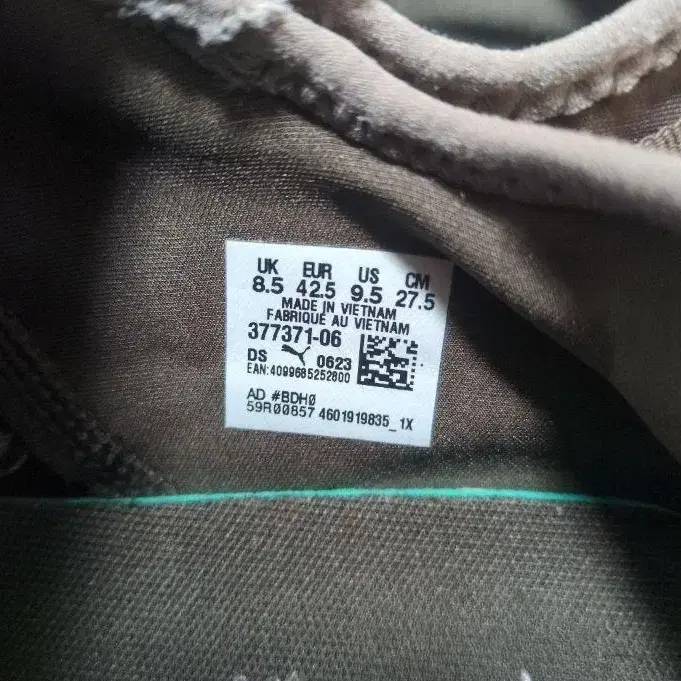 UK EUR US CM
8.5 42.5 9.5 27.5
MADE IN VIETNAM
FABRIQUÉ AU VIETNAM
377371-06
DS 0623
EAN:4099685252800
AD #BDH0
59R00857 4601919835_1X